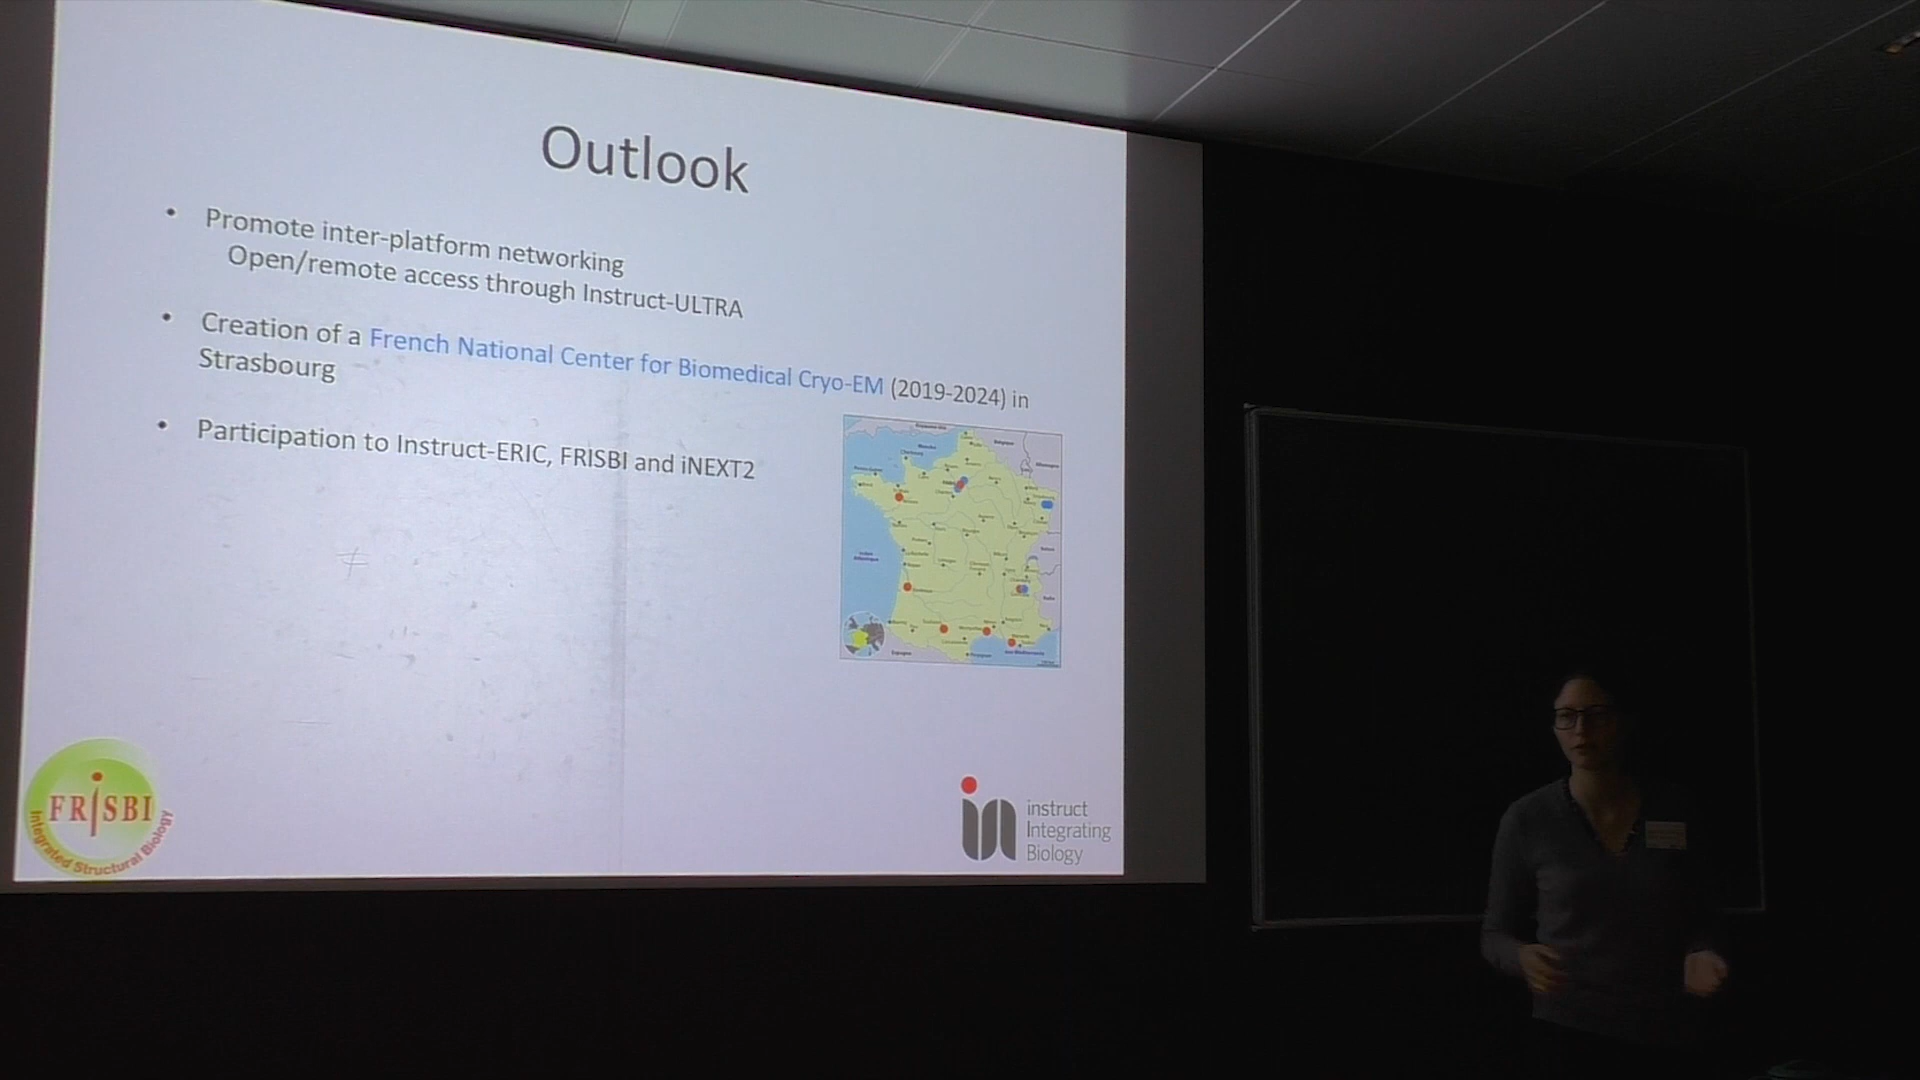 Outlook
• Promote inter-platform networking
Open/remote access through Instruct-ULTRA
• Creation of a French National Center for Biomedical Cryo-EM (2019-2024) in
Strasbourg
• Participation to Instruct-ERIC, FRISBI and iNEXT2
FRISBI
Integrated Structural Biology
instruct
Integrating
Biology